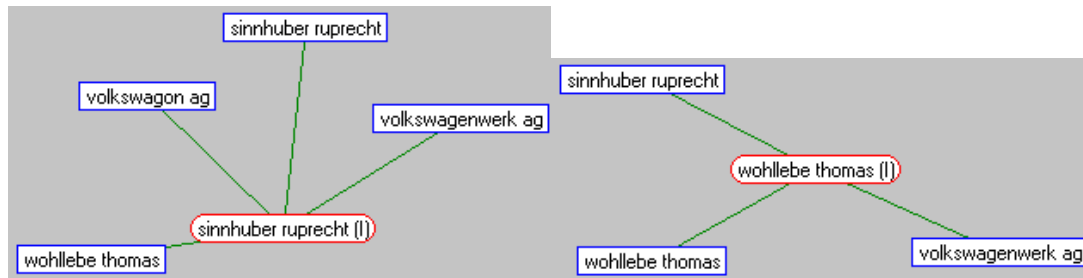 sinnhuber ruprecht
volkswagon ag
volkswagenwerk ag
sinnhuber ruprecht (I)
wohllebe thomas
sinnhuber ruprecht
wohllebe thomas (I)
wohllebe thomas
volkswagenwerk ag